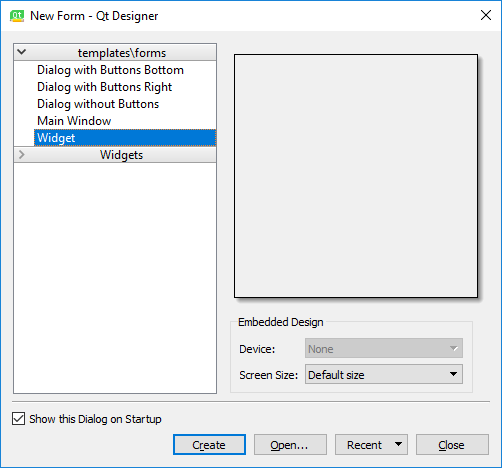 New Form - Qt Designer
templates\forms
Dialog with Buttons Bottom
Dialog with Buttons Right
Dialog without Buttons
Main Window
Widget
Widgets
Embedded Design
Device: None
Screen Size: Default size
Show this Dialog on Startup
Create Open... Recent Close